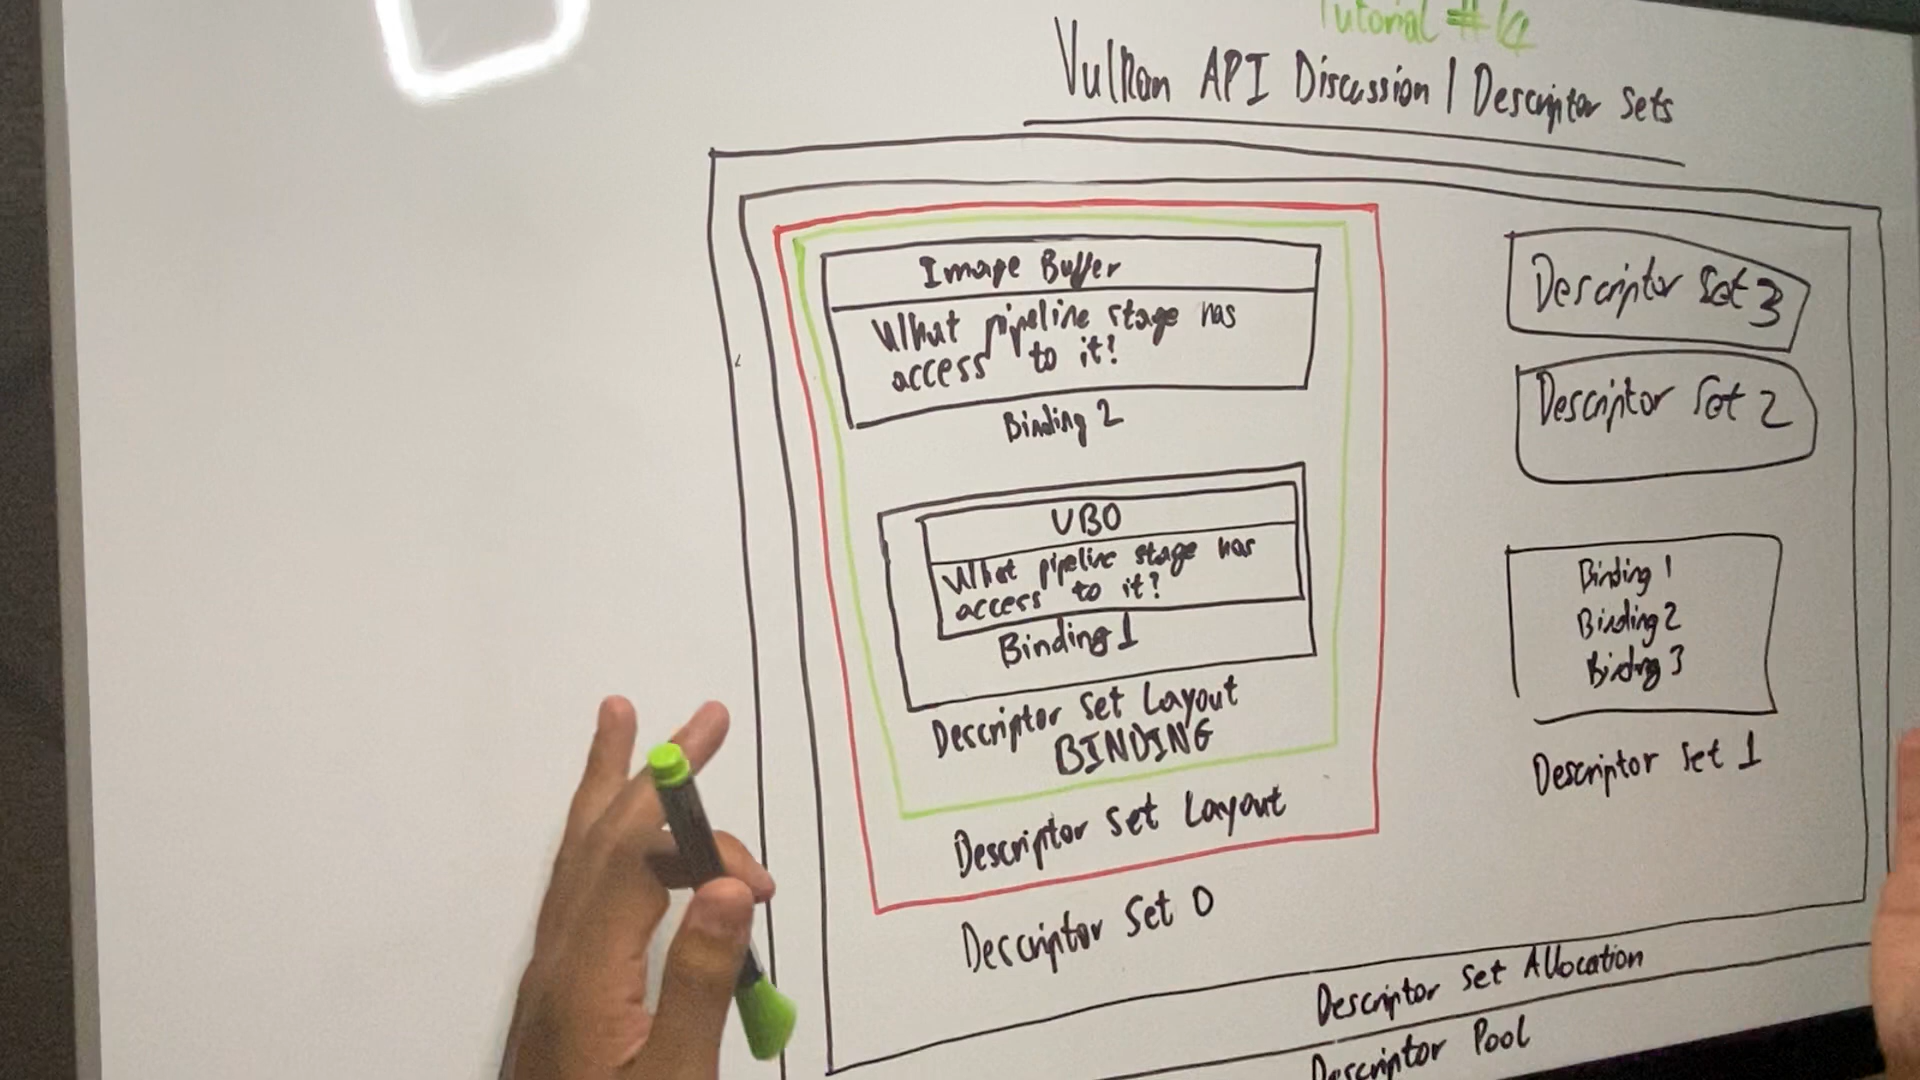 Tutorial #14
Vulkan API Discussion | Descriptor Sets
Image Buffer
What pipeline stage has
access to it?
Binding 2
UBO
What pipeline stage has
access to it?
Binding 1
Descriptor Set Layout
BINDING
Descriptor Set Layout
Descriptor Set 0
Descriptor Set 3
Descriptor Set 2
Binding 1
Binding 2
Binding 3
Descriptor Set 1
Descriptor Set Allocation
Descriptor Pool